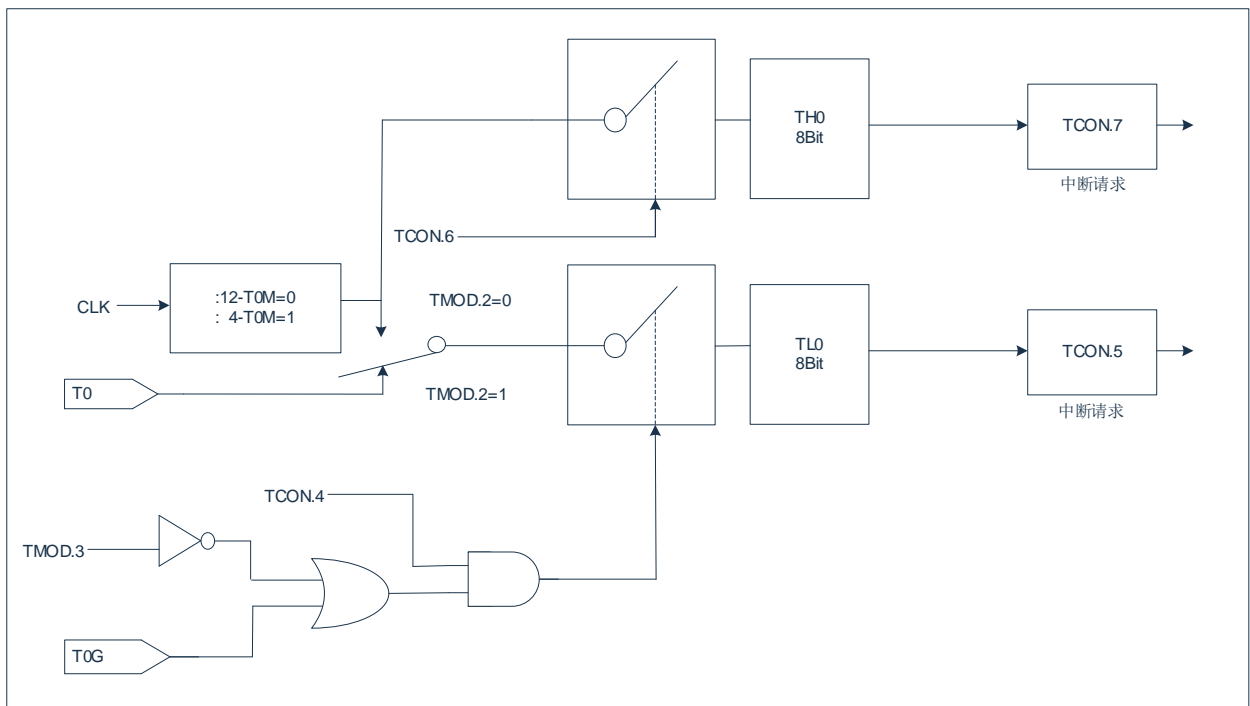 TH0
8Bit
TCON.7
中断请求
TCON.6
CLK
:12-T0M=0
: 4-T0M=1
TMOD.2=0
TL0
8Bit
TCON.5
中断请求
T0
TMOD.2=1
TCON.4
TMOD.3
T0G